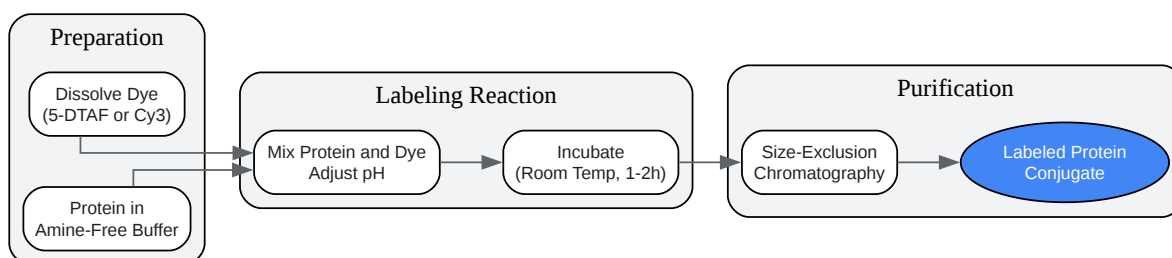 Preparation
Dissolve Dye
(5-DTAF or Cy3)
Protein in
Amine-Free Buffer
Labeling Reaction
Mix Protein and Dye
Adjust pH
Incubate
(Room Temp, 1-2h)
Purification
Size-Exclusion
Chromatography
Labeled Protein
Conjugate